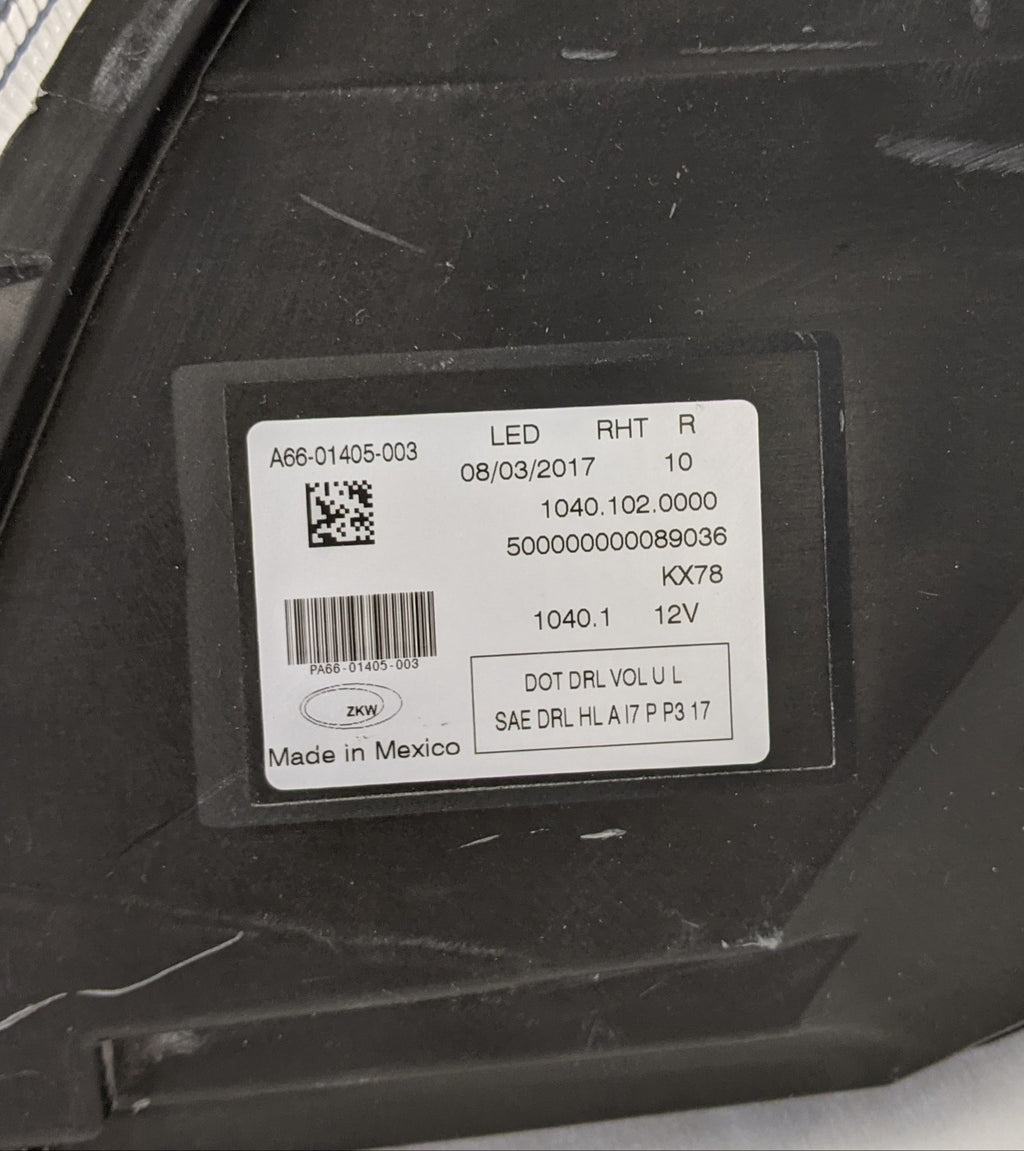 A66-01405-003
LED RHT R
08/03/2017 10
1040.102.0000
500000000089036
KX78
1040.1 12V
PA66-01405-003
ZKW
Made in Mexico
DOT DRL VOL U L
SAE DRL HL A I7 P P3 17